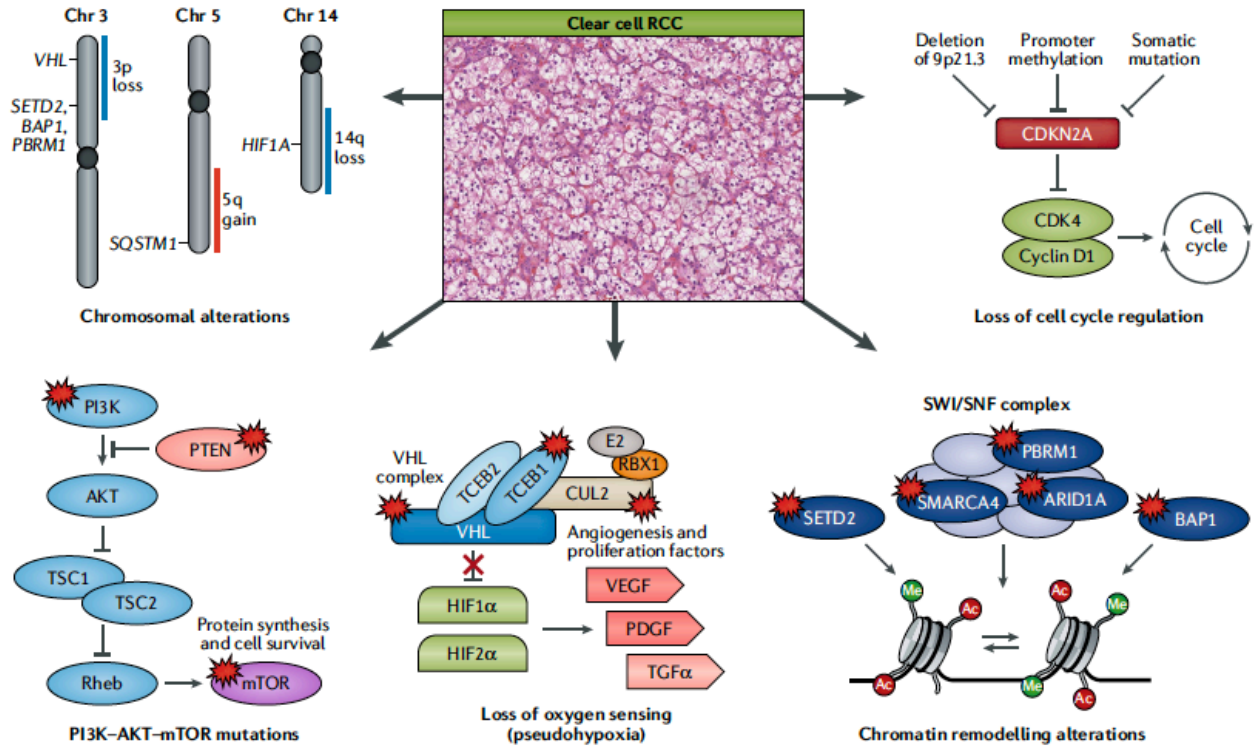 Clear cell RCC
Chr 3
Chr 5
Chr 14
VHL
SETD2,
BAP1,
PBRM1
3p
loss
SQSTM1
5q
gain
HIF1A
14q
loss
Chromosomal alterations
Deletion
of 9p21.3
Promoter
methylation
Somatic
mutation
CDKN2A
CDK4
Cyclin D1
Cell
cycle
Loss of cell cycle regulation
PI3K
PTEN
AKT
TSC1
TSC2
Protein synthesis
and cell survival
Rheb
mTOR
PI3K–AKT–mTOR mutations
VHL
complex
TCEB2
TCEB1
E2
RBX1
CUL2
VHL
Angiogenesis and
proliferation factors
HIF1α
HIF2α
VEGF
PDGF
TGFα
Loss of oxygen sensing
(pseudohypoxia)
SWI/SNF complex
PBRM1
SMARCA4
ARID1A
SETD2
BAP1
Me
Ac
Ac
Me
Ac
Me
Ac
Chromatin remodelling alterations